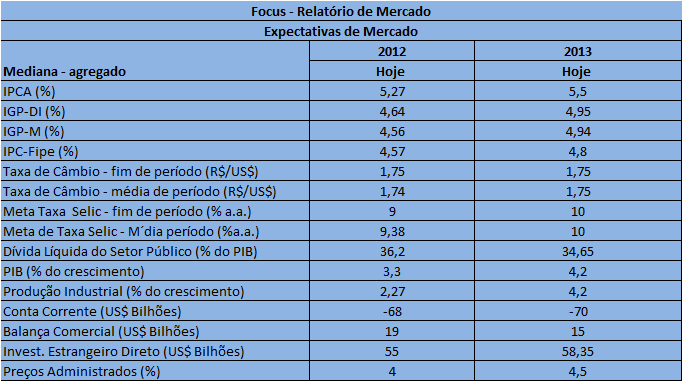 Focus - Relatório de Mercado
Expectativas de Mercado
2012 2013
Mediana - agregado Hoje Hoje
IPCA (%) 5,27 5,5
IGP-DI (%) 4,64 4,95
IGP-M (%) 4,56 4,94
IPC-Fipe (%) 4,57 4,8
Taxa de Câmbio - fim de período (R$/US$) 1,75 1,75
Taxa de Câmbio - média de período (R$/US$) 1,74 1,75
Meta Taxa Selic - fim de período (% a.a.) 9 10
Meta de Taxa Selic - M´dia período (%a.a.) 9,38 10
Dívida Líquida do Setor Público (% do PIB) 36,2 34,65
PIB (% do crescimento) 3,3 4,2
Produção Industrial (% do crescimento) 2,27 4,2
Conta Corrente (US$ Bilhões) -68 -70
Balança Comercial (US$ Bilhões) 19 15
Invest. Estrangeiro Direto (US$ Bilhões) 55 58,35
Preços Administrados (%) 4 4,5